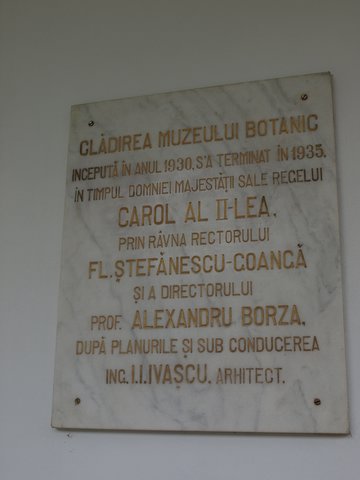 CLĂDIREA MUZEULUI BOTANIC
ÎNCEPUTĂ ÎN ANUL 1930, S'A TERMINAT ÎN 1935,
ÎN TIMPUL DOMNIEI MAJESTĂȚII SALE REGELUI
CAROL AL II-LEA,
PRIN RÂVNA RECTORULUI
FL. ȘTEFĂNESCU-GOANGĂ
ȘI A DIRECTORULUI
PROF. ALEXANDRU BORZA,
DUPĂ PLANURILE ȘI SUB CONDUCEREA
ING. I.I. IVAȘCU, ARHITECT.